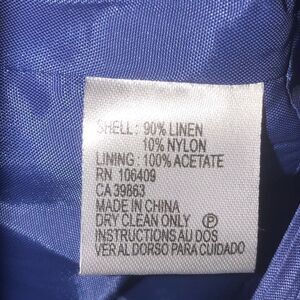 SHELL: 90% LINEN
10% NYLON
LINING: 100% ACETATE
RN 106409
CA 39863
MADE IN CHINA
DRY CLEAN ONLY Ⓟ
INSTRUCTIONS AU DOS
VER AL DORSO PARA CUIDADO